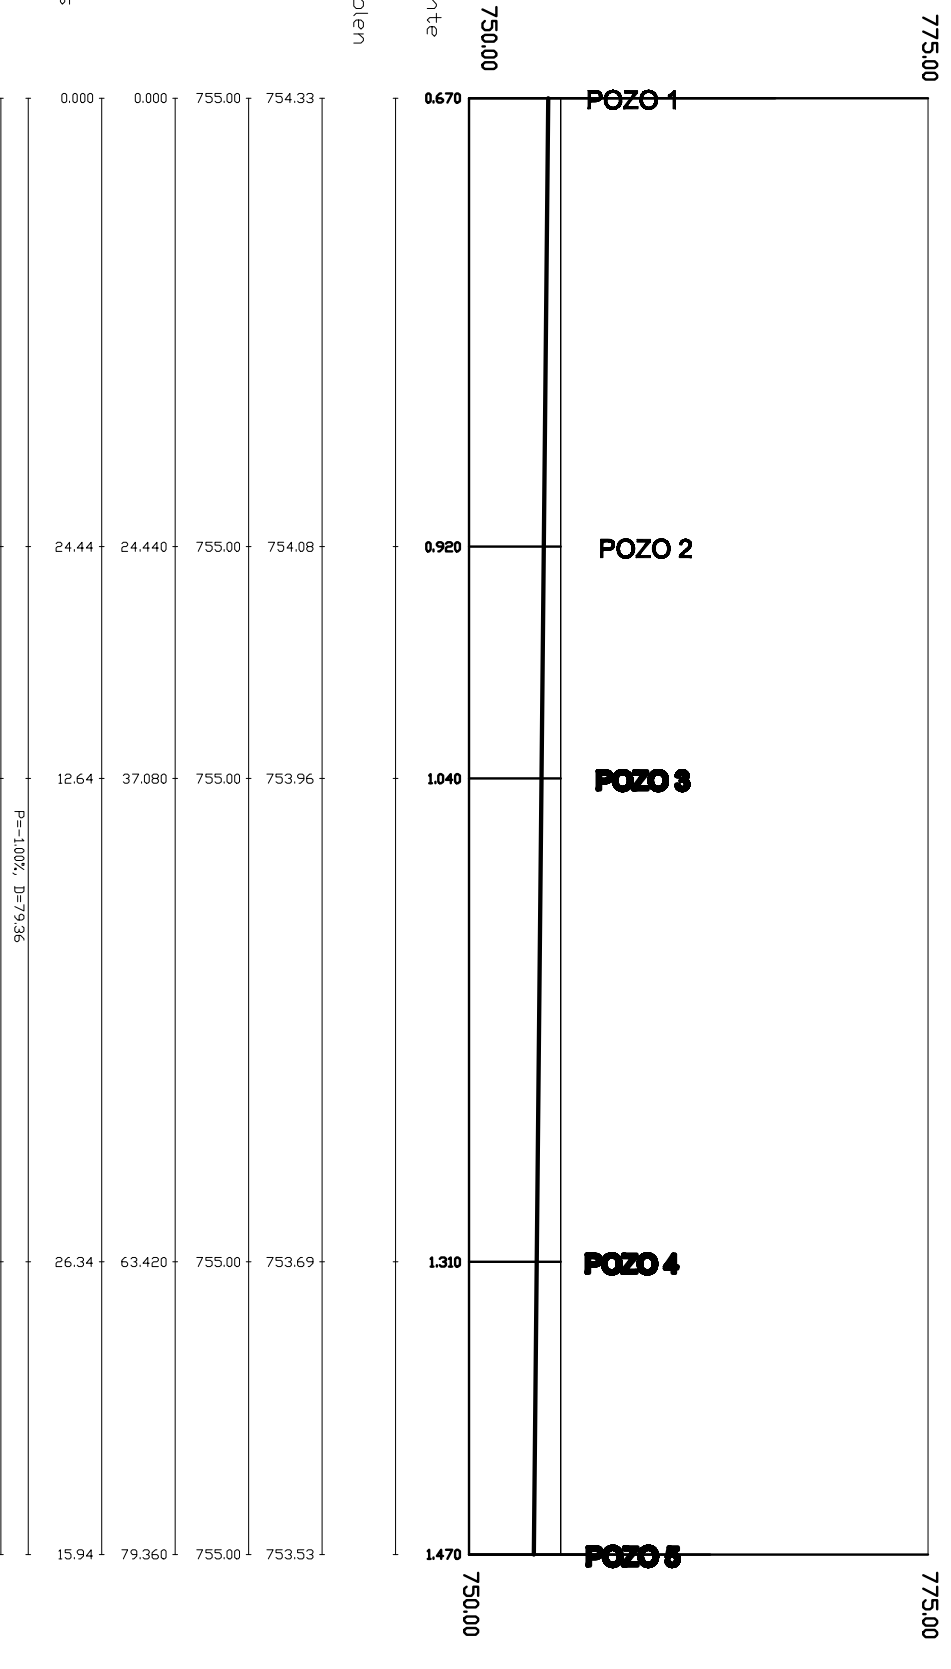 750.00
775.00
0.000 0.000 755.00 754.33 0.670 POZO 1
24.44 24.440 755.00 754.08 0.920 POZO 2
12.64 37.080 755.00 753.96 1.040 POZO 3
P=-1.00%, D=79.36
26.34 63.420 755.00 753.69 1.310 POZO 4
15.94 79.360 755.00 753.53 1.470 POZO 5
750.00
775.00